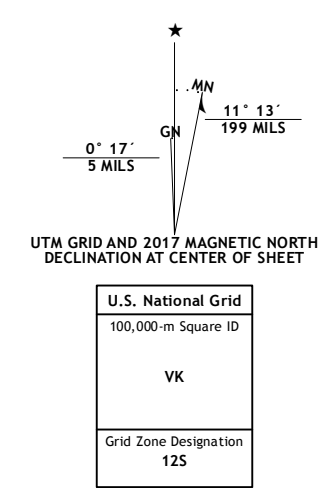 ★
MN
GN
11° 13´
199 MILS
0° 17´
5 MILS
UTM GRID AND 2017 MAGNETIC NORTH
DECLINATION AT CENTER OF SHEET
U.S. National Grid
100,000-m Square ID
VK
Grid Zone Designation
12S